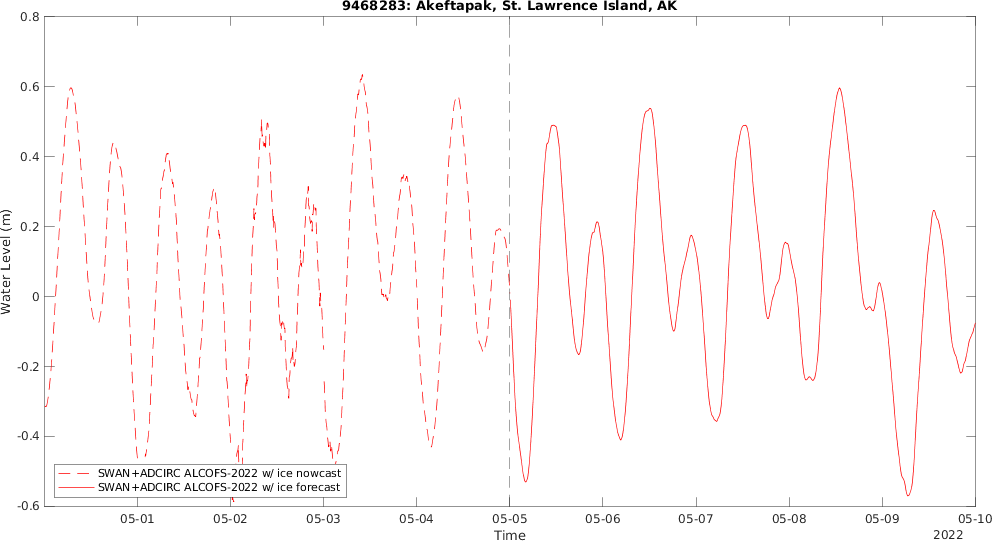 9468283: Akeftapak, St. Lawrence Island, AK
0.8
0.6
0.4
0.2
0
-0.2
-0.4
-0.6
Water Level (m)
SWAN+ADCIRC ALCOFS-2022 w/ ice nowcast
SWAN+ADCIRC ALCOFS-2022 w/ ice forecast
05-01 05-02 05-03 05-04 05-05 05-06 05-07 05-08 05-09 05-10
Time
2022